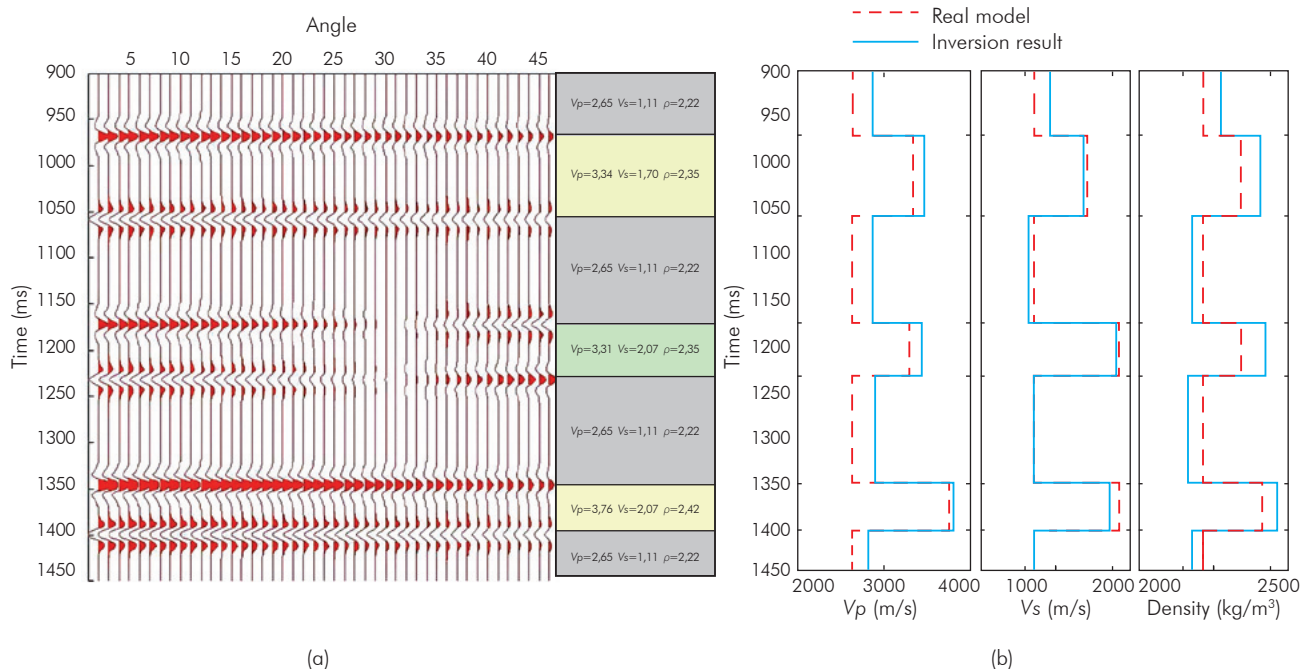 Real model
Inversion result
Angle
5 10 15 20 25 30 35 40 45
Time (ms)
900
950
1000
1050
1100
1150
1200
1250
1300
1350
1400
1450
Vp=2,65 Vs=1,11 ρ=2,22
Vp=3,34 Vs=1,70 ρ=2,35
Vp=2,65 Vs=1,11 ρ=2,22
Vp=3,31 Vs=2,07 ρ=2,35
Vp=2,65 Vs=1,11 ρ=2,22
Vp=3,76 Vs=2,07 ρ=2,42
Vp=2,65 Vs=1,11 ρ=2,22
(a)
Time (ms)
900
950
1000
1050
1100
1150
1200
1250
1300
1350
1400
1450
2000 3000 4000
Vp (m/s)
1000 2000
Vs (m/s)
2000 2500
Density (kg/m³)
(b)